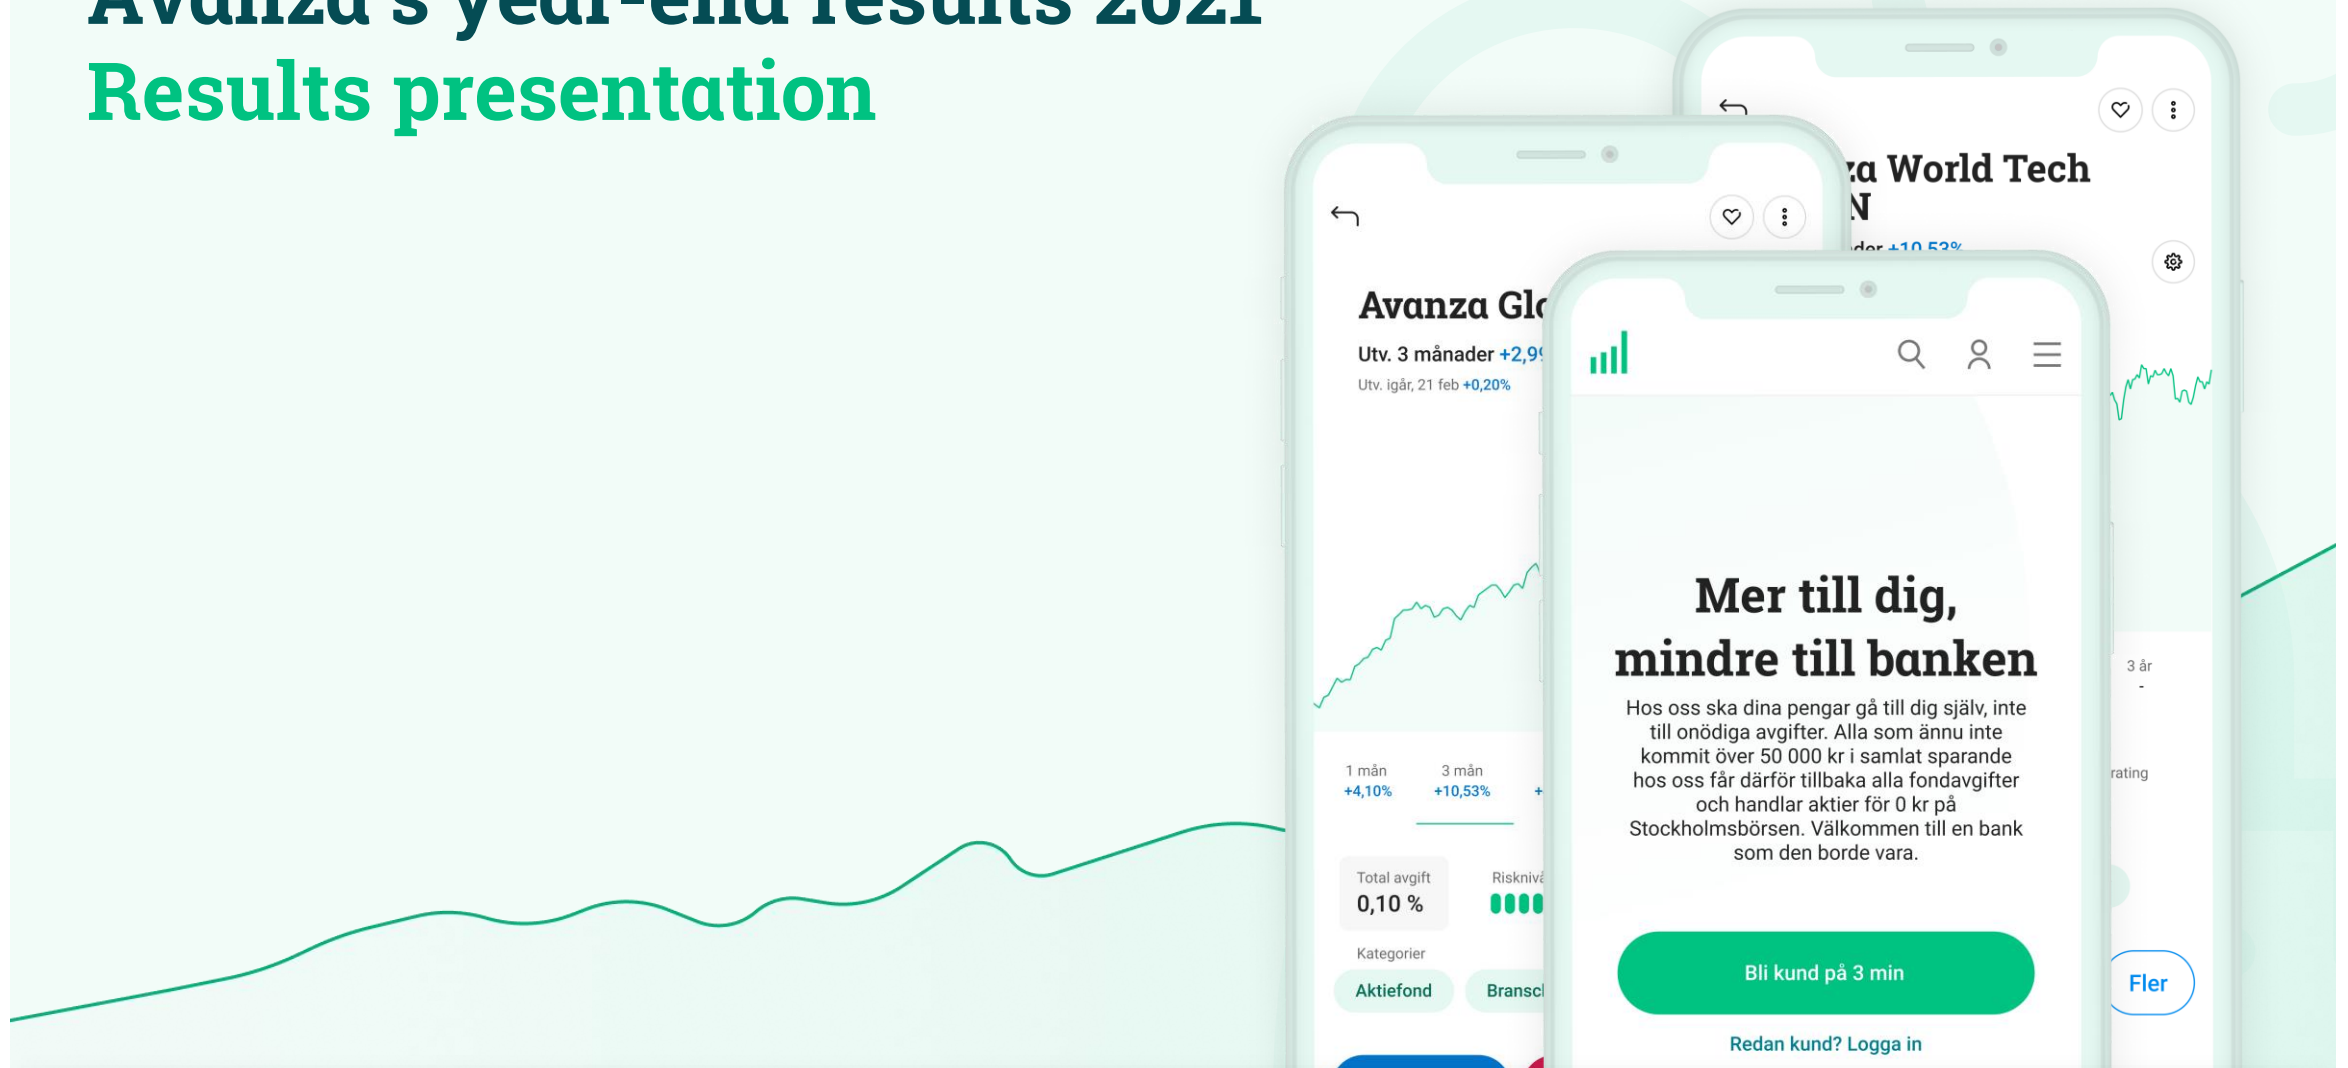 Avanza's year-end results 2021
Results presentation
World Tech
+10,53%
Avanza
Utv. 3 månader
Utv. igår, 21 feb +0,20%
1 mån
3 mån
+4,10%
+10,53%
Total avgift
0,10 %
Kategorier
Aktiefond
Mer till dig,
mindre till banken
Hos oss ska dina pengar gå till dig själv, inte
till onödiga avgifter. Alla som ännu inte
kommit över 50 000 kr i samlat sparande
hos oss får därför tillbaka alla fondavgifter
och handlar aktier för 0 kr på
Stockholmsbörsen. Välkommen till en bank
som den borde vara.
Bli kund på 3 min
Redan kund? Logga in
3 år
-
rating
Fler